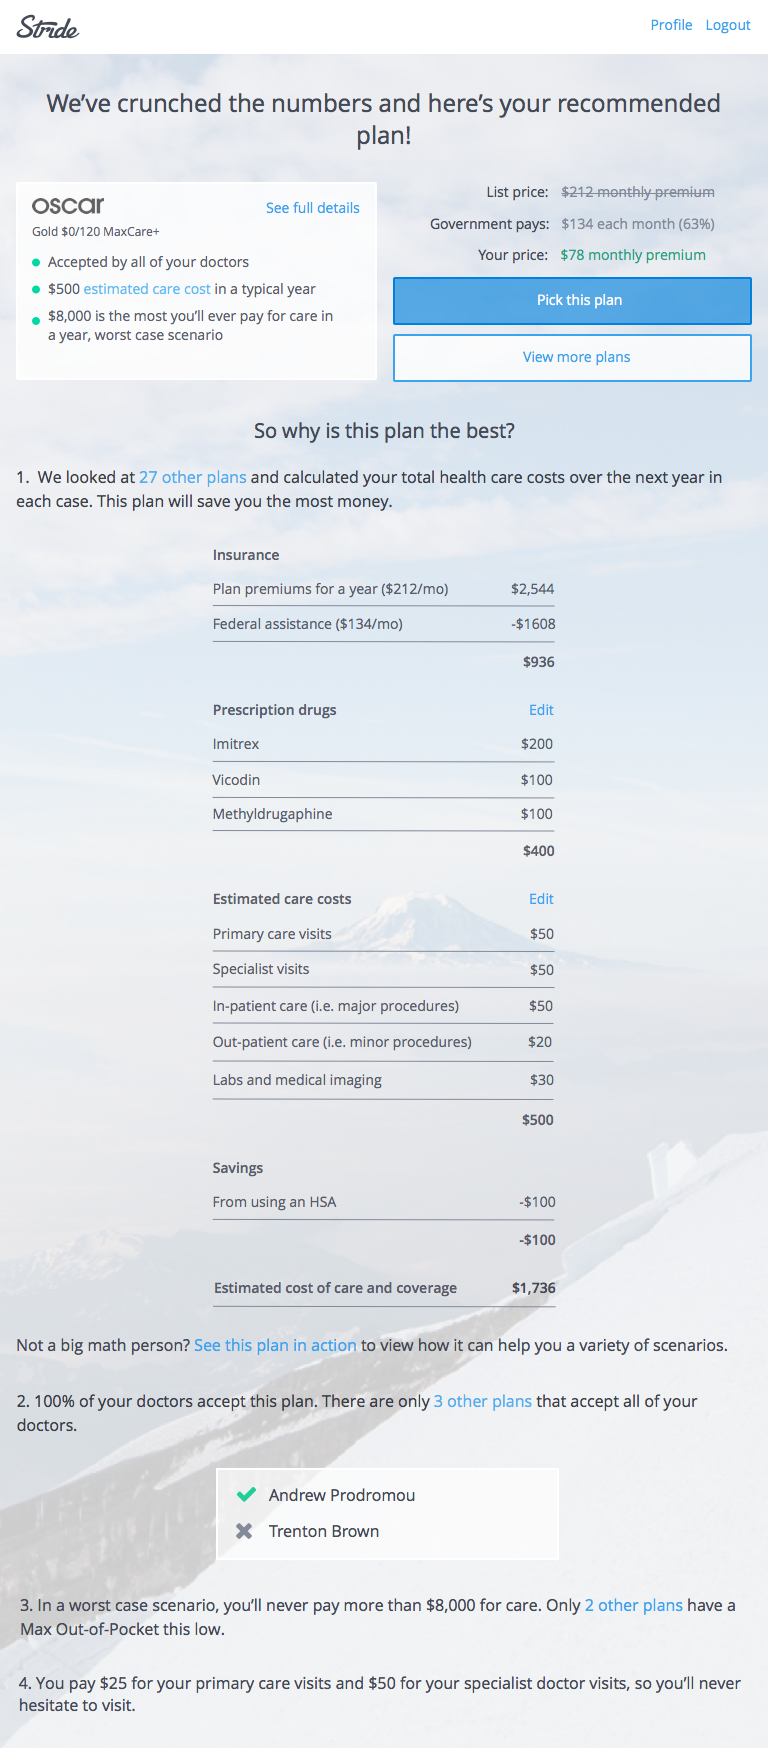 Stride
Profile Logout
We’ve crunched the numbers and here’s your recommended
plan!
oscar
See full details
Gold $0/120 MaxCare+
Accepted by all of your doctors
$500 estimated care cost in a typical year
$8,000 is the most you’ll ever pay for care in
a year, worst case scenario
List price: $212 monthly premium
Government pays: $134 each month (63%)
Your price: $78 monthly premium
Pick this plan
View more plans
So why is this plan the best?
1. We looked at 27 other plans and calculated your total health care costs over the next year in
each case. This plan will save you the most money.
Insurance
Plan premiums for a year ($212/mo) $2,544
Federal assistance ($134/mo) -$1608
$936
Prescription drugs Edit
Imitrex $200
Vicodin $100
Methyldrugaphine $100
$400
Estimated care costs Edit
Primary care visits $50
Specialist visits $50
In-patient care (i.e. major procedures) $50
Out-patient care (i.e. minor procedures) $20
Labs and medical imaging $30
$500
Savings
From using an HSA -$100
-$100
Estimated cost of care and coverage $1,736
Not a big math person? See this plan in action to view how it can help you a variety of scenarios.
2. 100% of your doctors accept this plan. There are only 3 other plans that accept all of your
doctors.
Andrew Prodromou
Trenton Brown
3. In a worst case scenario, you’ll never pay more than $8,000 for care. Only 2 other plans have a
Max Out-of-Pocket this low.
4. You pay $25 for your primary care visits and $50 for your specialist doctor visits, so you’ll never
hesitate to visit.